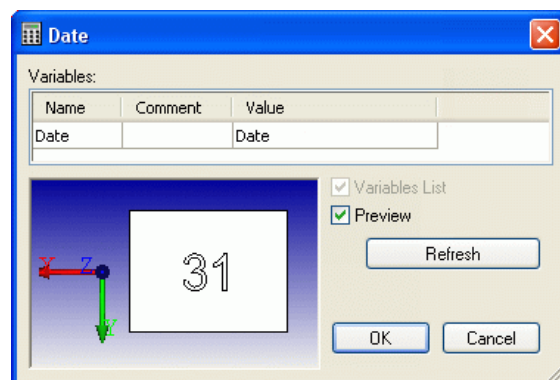 Date
Variables:
Name Comment Value
Date Date
Variables List
Preview
Refresh
31
X Z
Y
OK Cancel